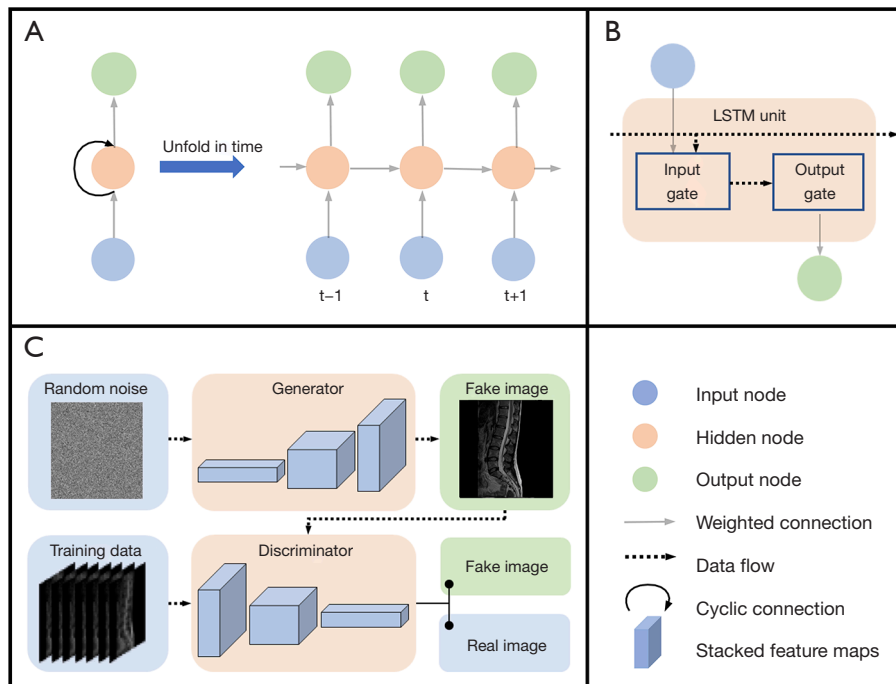 A
Unfold in time
t−1
t
t+1
B
LSTM unit
Input
gate
Output
gate
C
Random noise
Generator
Fake image
Training data
Discriminator
Fake image
Real image
Input node
Hidden node
Output node
Weighted connection
Data flow
Cyclic connection
Stacked feature maps